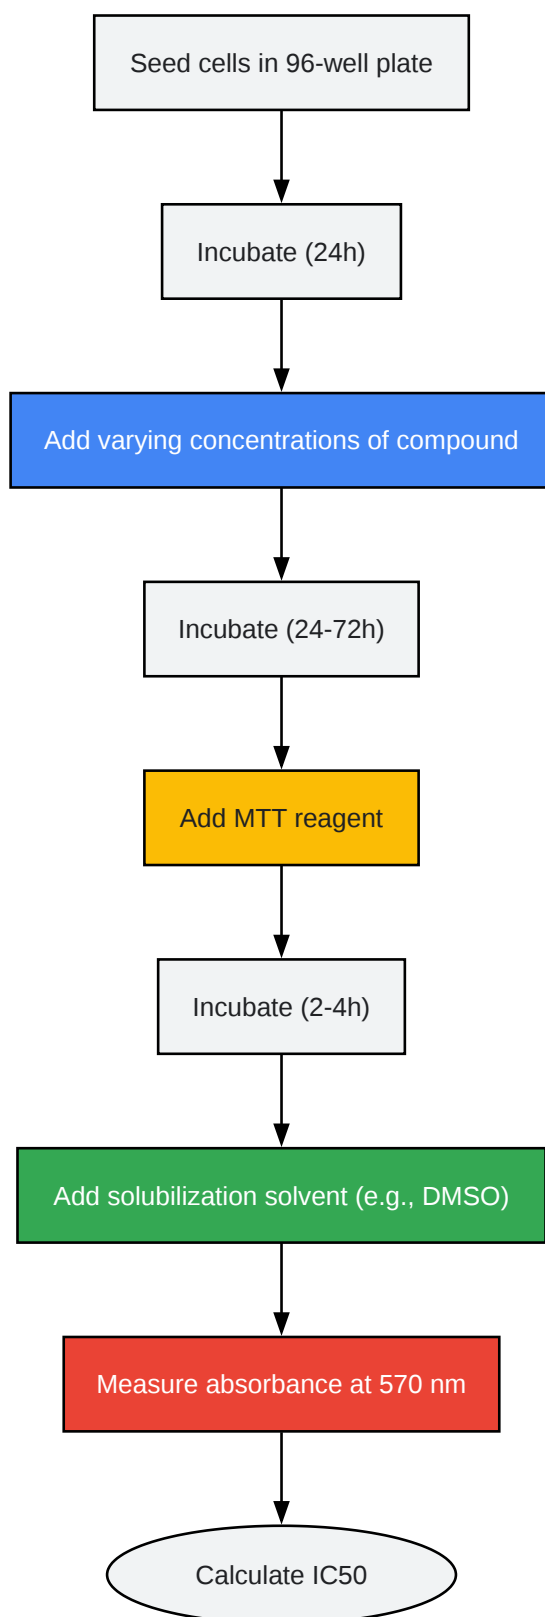 Seed cells in 96-well plate
Incubate (24h)
Add varying concentrations of compound
Incubate (24-72h)
Add MTT reagent
Incubate (2-4h)
Add solubilization solvent (e.g., DMSO)
Measure absorbance at 570 nm
Calculate IC50